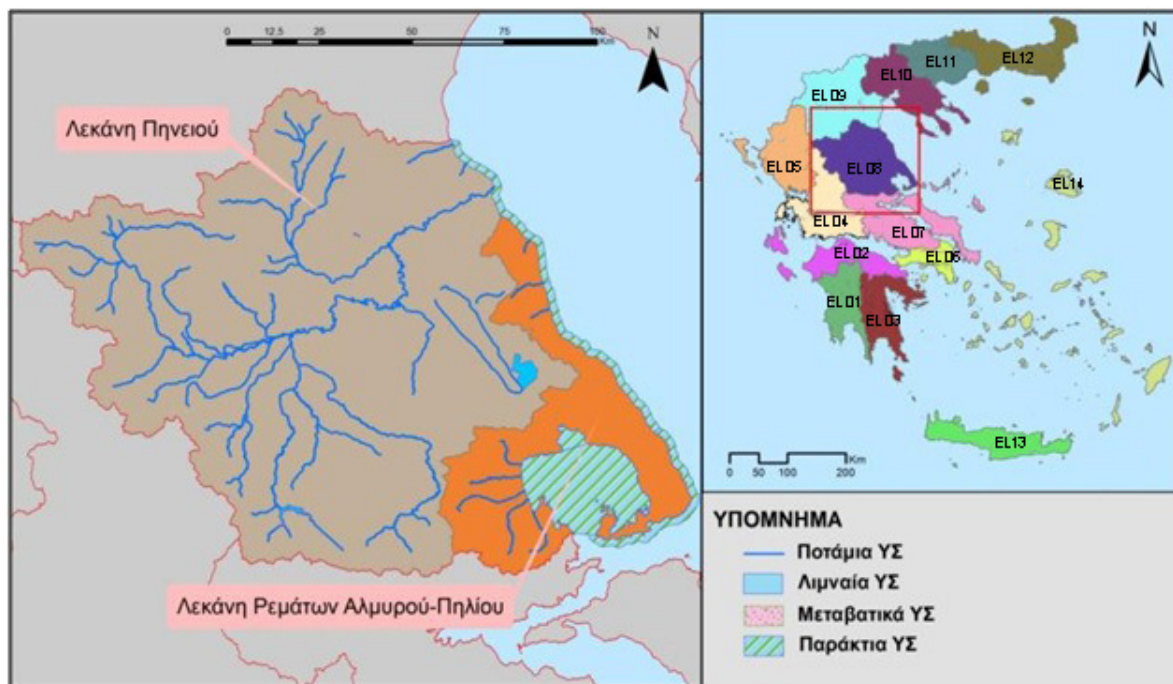 0 12,5 25 50 75 100
Km
N
Λεκάνη Πηνειού
Λεκάνη Ρεμάτων Αλμυρού-Πηλίου
N
EL12
EL11
EL10
EL09
EL08
EL05
EL14
EL04
EL07
EL06
EL02
EL01
EL03
EL13
0 50 100 200
Km
ΥΠΟΜΝΗΜΑ
Ποτάμια ΥΣ
Λιμναία ΥΣ
Μεταβατικά ΥΣ
Παράκτια ΥΣ